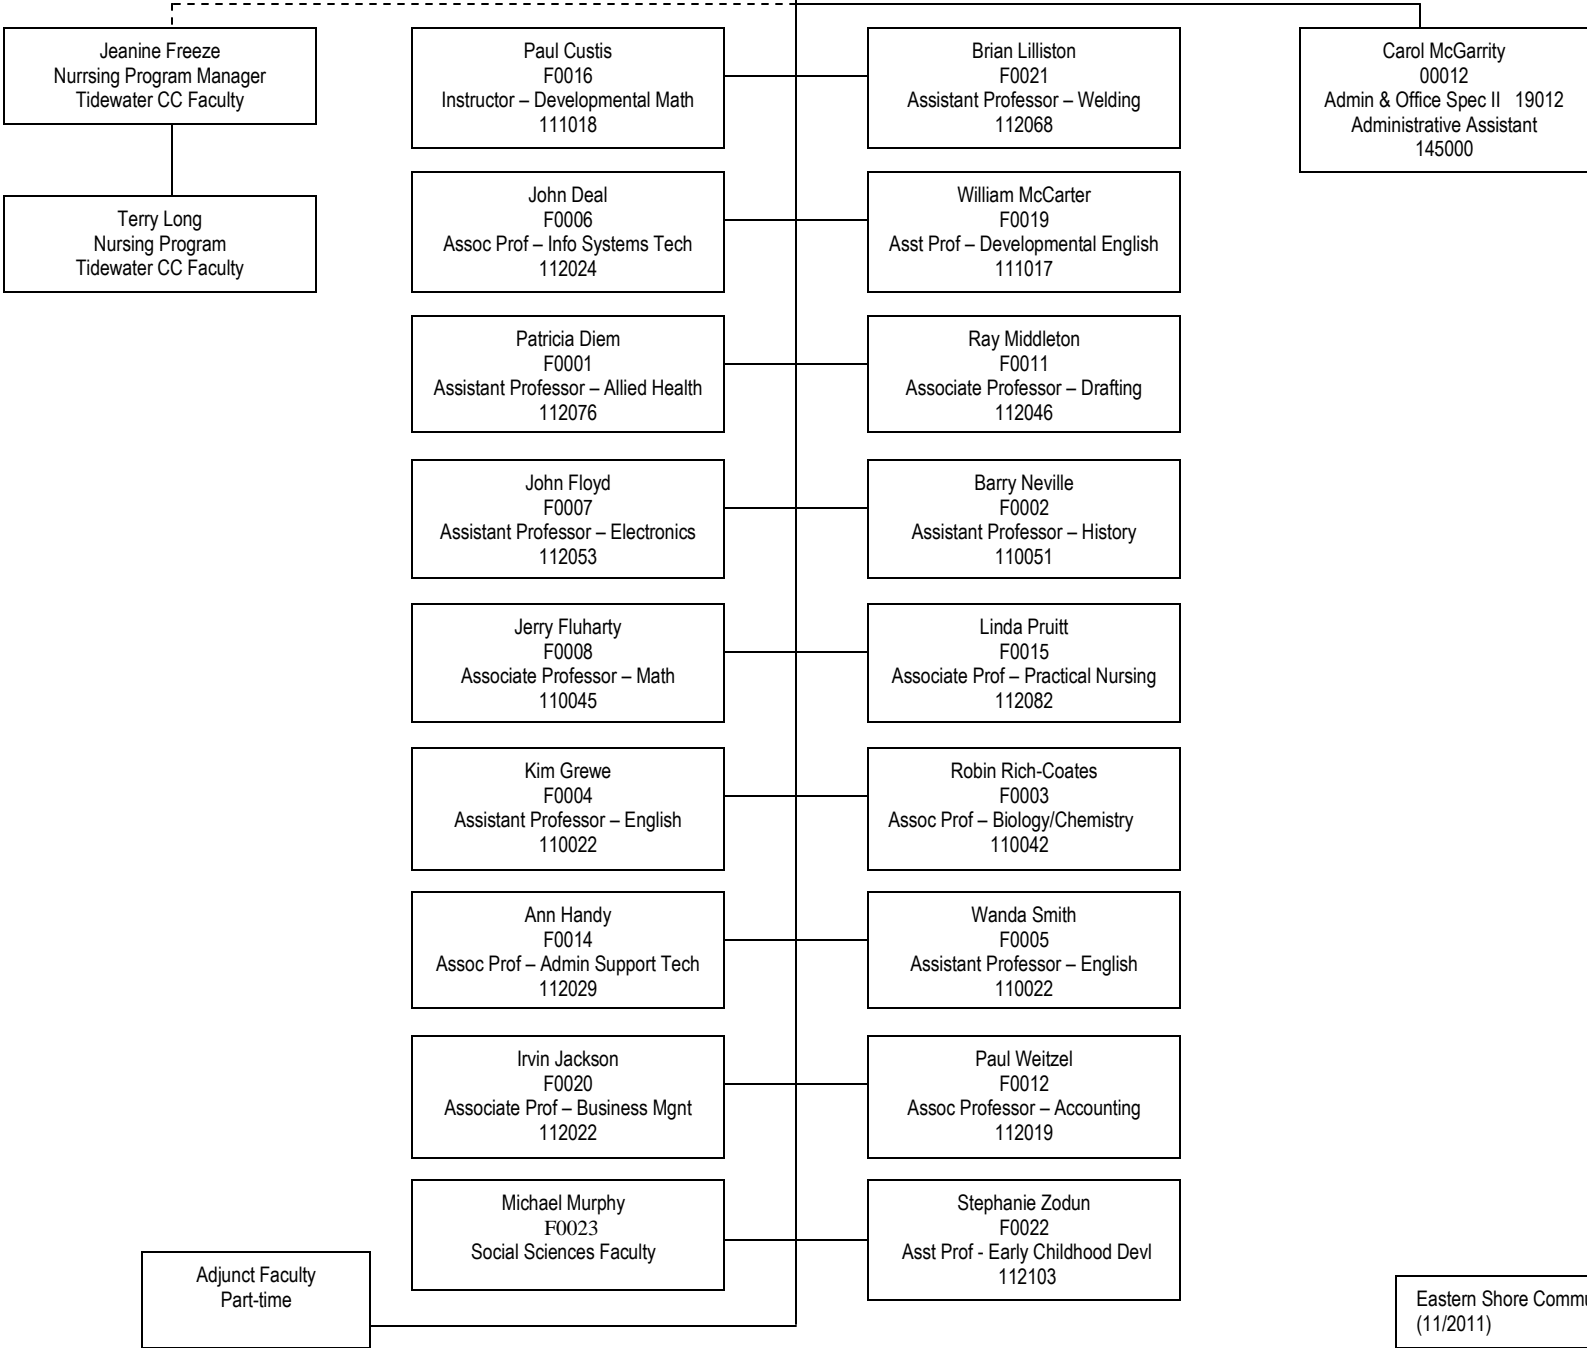 Jeanine Freeze
Nurrsing Program Manager
Tidewater CC Faculty
Terry Long
Nursing Program
Tidewater CC Faculty
Paul Custis
F0016
Instructor – Developmental Math
111018
Brian Lilliston
F0021
Assistant Professor – Welding
112068
Carol McGarrity
00012
Admin & Office Spec II 19012
Administrative Assistant
145000
John Deal
F0006
Assoc Prof – Info Systems Tech
112024
William McCarter
F0019
Asst Prof – Developmental English
111017
Patricia Diem
F0001
Assistant Professor – Allied Health
112076
Ray Middleton
F0011
Associate Professor – Drafting
112046
John Floyd
F0007
Assistant Professor – Electronics
112053
Barry Neville
F0002
Assistant Professor – History
110051
Jerry Fluharty
F0008
Associate Professor – Math
110045
Linda Pruitt
F0015
Associate Prof – Practical Nursing
112082
Kim Grewe
F0004
Assistant Professor – English
110022
Robin Rich-Coates
F0003
Assoc Prof – Biology/Chemistry
110042
Ann Handy
F0014
Assoc Prof – Admin Support Tech
112029
Wanda Smith
F0005
Assistant Professor – English
110022
Irvin Jackson
F0020
Associate Prof – Business Mgnt
112022
Paul Weitzel
F0012
Assoc Professor – Accounting
112019
Michael Murphy
F0023
Social Sciences Faculty
Stephanie Zodun
F0022
Asst Prof - Early Childhood Devl
112103
Adjunct Faculty
Part-time
Eastern Shore
(11/2011)